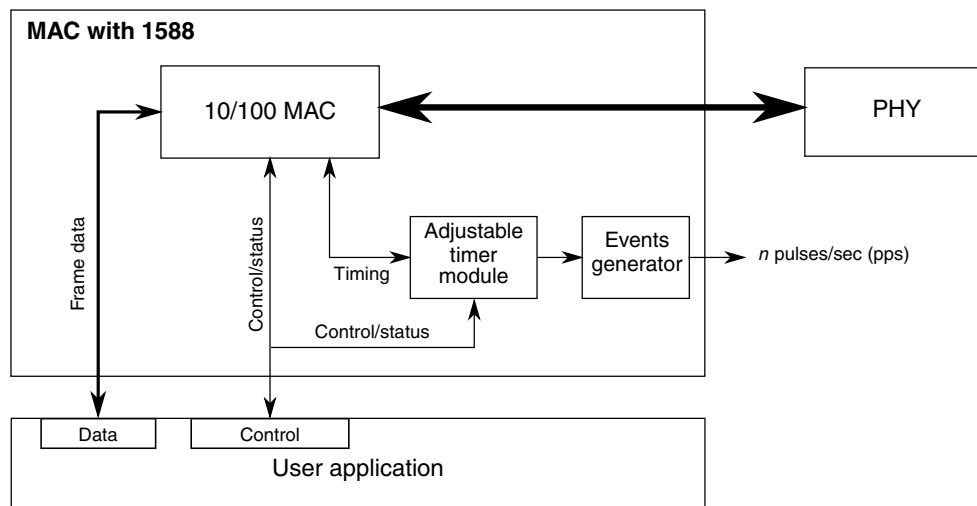 MAC with 1588
10/100 MAC
PHY
Frame data
Control/status
Timing
Adjustable
timer
module
Events
generator
n pulses/sec (pps)
Control/status
Data
Control
User application